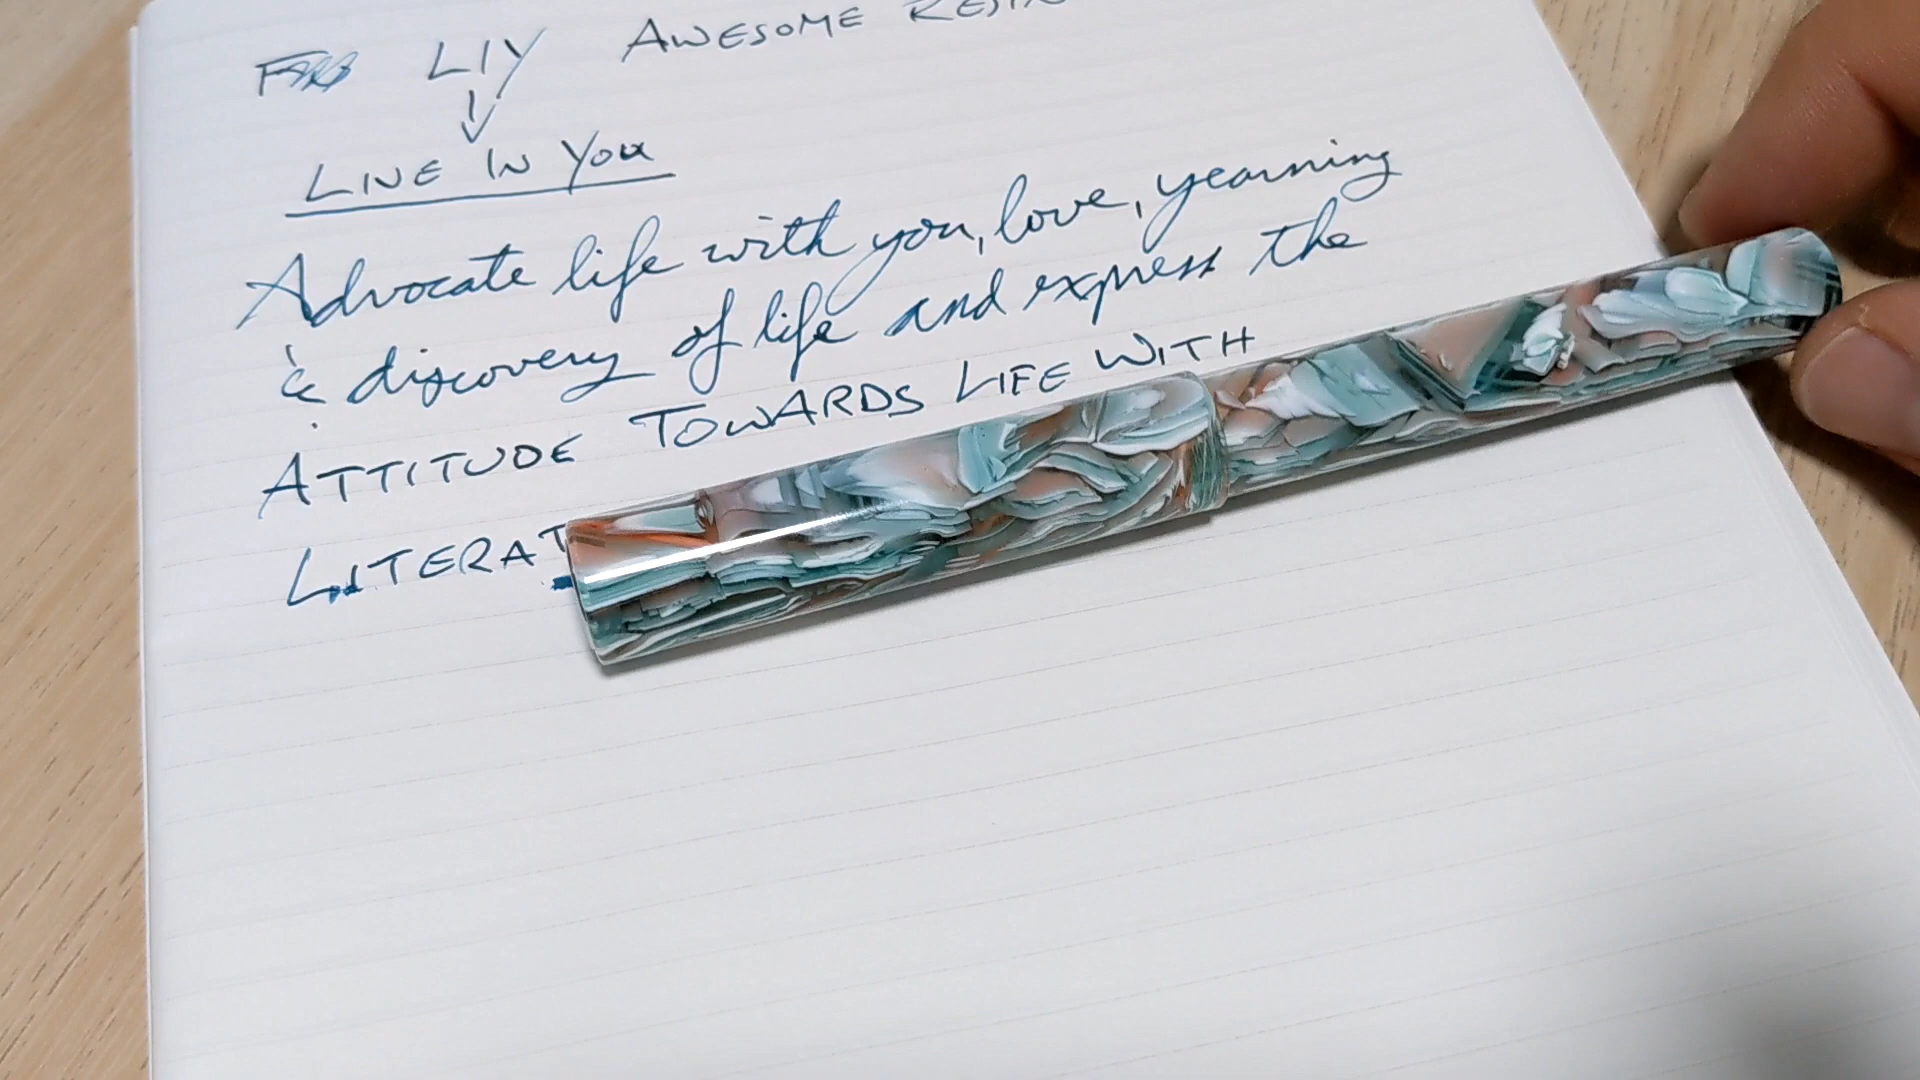 LIY AWESOME
LIVE IN YOU
Advocate life with you, love, yearning
& discovery of life and express the
ATTITUDE TOWARDS LIFE WITH
LITERAT